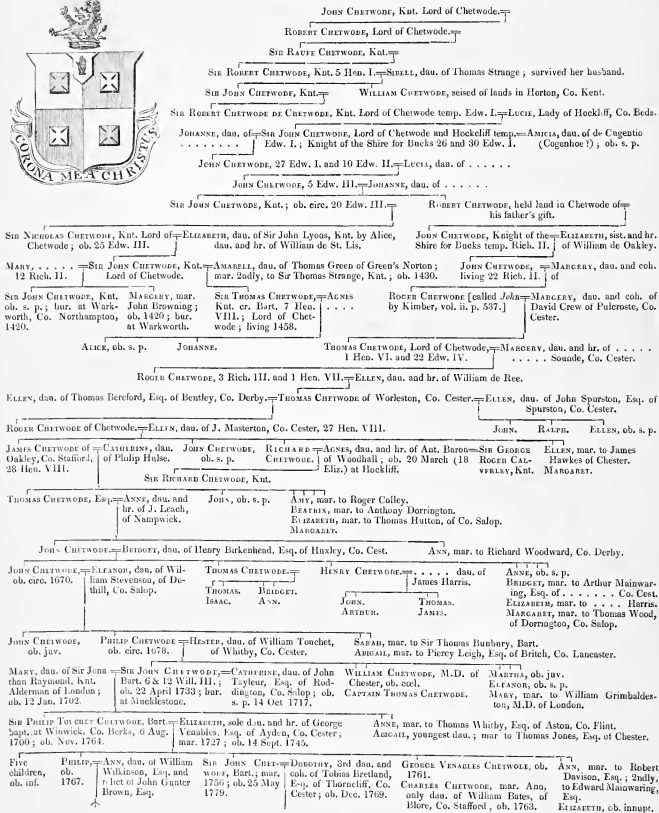 JOHN CHETWODE, Knt. Lord of Chetwode.
ROBERT CHETWODE, Lord of Chetwode.
SIR RAUFE CHETWODE, Knt.
SIR ROBERT CHETWODE, Knt. 5 Hen. I. SIBELL, dau. of Thomas Strange ; survived her husband.
SIR JOHN CHETWODE, Knt. WILLIAM CHETWODE, seised of lands in Horton, Co. Kent.
SIR ROBERT CHETWODE DE CHETWODE, Knt. Lord of Chetwode temp. Edw. I. LUCIE, Lady of Hockliff, Co. Beds.
JOHANNE, dau. of . . . . . . . . SIR JOHN CHETWODE, Lord of Chetwode and Hockcliff temp. Edw. I. ; Knight of the Shire for Bucks 26 and 30 Edw. I. AMICIA, dau. of de Cugentio (Cogenhoe ?) ; ob. s. p.
CORONA MEA CHRISTUS
JOHN CHETWODE, 27 Edw. I. and 10 Edw. II. LUCIA, dau. of . . . . . .
JOHN CHETWODE, 5 Edw. III. JOHANNE, dau. of . . . . . .
SIR JOHN CHETWODE, Knt. ; ob. circ. 20 Edw. III. ROBERT CHETWODE, held land in Chetwode of his father's gift.
SIR NICHOLAS CHETWODE, Knt. Lord of Chetwode ; ob. 25 Edw. III. ELIZABETH, dau. of Sir John Lyons, Knt. by Alice, dau. and hr. of William de St. Lis. JOHN CHETWODE, Knight of the Shire for Bucks temp. Rich. II. ELIZABETH, sist. and hr. of William de Oakley.
MARY, . . . . . 12 Rich. II. SIR JOHN CHETWODE, Knt. Lord of Chetwode. AMABELL, dau. of Thomas Green of Green's Norton ; mar. 2ndly, to Sir Thomas Strange, Knt. ; ob. 1430. JOHN CHETWODE, living 22 Rich. II. MARGERY, dau. and coh. of
SIR JOHN CHETWODE, Knt. ob. s. p. ; bur. at Warkworth, Co. Northampton, 1420. MARGERY, mar. John Browning ; ob. 1420 ; bur. at Warkworth. SIR THOMAS CHETWODE, Knt. cr. Bart. 7 Hen. VIII. ; Lord of Chetwode ; living 1458. AGNES . . . . ROGER CHETWODE [called John by Kimber, vol. ii. p. 537.] MARGERY, dau. and coh. of David Crew of Pulcroste, Co. Cester.
ALICE, ob. s. p. JOHANNE. THOMAS CHETWODE, Lord of Chetwode, 1 Hen. VI. and 22 Edw. IV. MARGERY, dau. and hr. of . . . . . . . . . . Sounde, Co. Cester.
ROGER CHETWODE, 3 Rich. III. and 1 Hen. VII. ELLEN, dau. and hr. of William de Ree.
ELLEN, dau. of Thomas Bereford, Esq. of Bentley, Co. Derby. THOMAS CHETWODE of Worleston, Co. Cester. ELLEN, dau. of John Spurston, Esq. of Spurston, Co. Cester.
ROGER CHETWODE of Chetwode. ELLEN, dau. of J. Masterton, Co. Cester, 27 Hen. VIII. JOHN. RALPH. ELLEN, ob. s. p.
JAMES CHETWODE of Oakley, Co. Stafford, 28 Hen. VIII. CATHERINE, dau. of Philip Hulse. JOHN CHETWODE, ob. s. p. RICHARD CHETWODE. AGNES, dau. and hr. of Ant. Baron of Woodhall ; ob. 20 March (18 Eliz.) at Hockliff. SIR GEORGE ROGER CALVERLEY, Knt. ELLEN, mar. to James Hawkes of Chester. MARGARET.
SIR RICHARD CHETWODE, Knt.
THOMAS CHETWODE, Esq. ANNE, dau. and hr. of J. Leach, of Nampwick. JOHN, ob. s. p. AMY, mar. to Roger Colley.
BEATRIX, mar. to Anthony Dorrington.
ELIZABETH, mar. to Thomas Hutton, of Co. Salop.
MARGARET.
JOHN CHETWODE. BRIDGET, dau. of Henry Birkenhead, Esq. of Huxley, Co. Cest. ANN, mar. to Richard Woodward, Co. Derby.
JOHN CHETWODE, ob. circ. 1670. ELEANOR, dau. of William Stevenson, of Dothill, Co. Salop. THOMAS CHETWODE. HENRY CHETWODE. . . . . . dau. of James Harris. ANNE, ob. s. p.
BRIDGET, mar. to Arthur Mainwaring, Esq. of . . . . . . Co. Cest.
ELIZABETH, mar. to . . . . Harris.
MARGARET, mar. to Thomas Wood, of Dorrington, Co. Salop.
THOMAS. BRIDGET.
ISAAC. ANN.
JOHN. THOMAS.
ARTHUR. JAMES.
JOHN CHETWODE, ob. juv. PHILIP CHETWODE ob. circ. 1678. HESTER, dau. of William Touchet, of Whitby, Co. Cester. SARAH, mar. to Sir Thomas Bunbury, Bart.
ABIGAIL, mar. to Piercy Leigh, Esq. of Britch, Co. Lancaster.
MARY, dau. of Sir Jonathan Raymond, Knt. Alderman of London ; ob. 12 Jan. 1702. SIR JOHN CHETWODE, Bart. 6 & 12 Will. III. ; ob. 22 April 1733 ; bur. at Mucklestone. CATHERINE, dau. of John Tayleur, Esq. of Ruddington, Co. Salop ; ob. s. p. 14 Oct. 1717. WILLIAM CHETWODE, M.D. of London, ob. cœl.
CAPTAIN THOMAS CHETWODE. MARTHA, ob. juv.
ELEANOR, ob. s. p.
MARY, mar. to William Grimbaldeston, M.D. of London.
SIR PHILIP TOUCHET CHETWODE, Bart. bapt. at Winwick, Co. Berks, 6 Aug. 1700 ; ob. Nov. 1764. ELIZABETH, sole dau. and hr. of George Venables, Esq. of Ayden, Co. Cester ; mar. 1727 ; ob. 14 Sept. 1745. ANNE, mar. to Thomas Whitby, Esq. of Aston, Co. Flint.
ABIGAIL, youngest dau. ; mar to Thomas Jones, Esq. of Chester.
Five children, ob. inf. PHILIP, ob. 1767. ANN, dau. of William Wilkinson, Esq. and relict of John Gunter Brown, Esq. SIR JOHN CHETWODE, Bart. ; mar. 1756 ; ob. 25 May 1779. DOROTHY, 3rd dau. and coh. of Tobias Bretland, Esq. of Thorncliff, Co. Cester ; ob. Dec. 1769. GEORGE VENABLES CHETWODE, ob. 1761.
CHARLES CHETWODE, mar. Ann, only dau. of William Bates, of Blore, Co. Stafford, ob. 1763. ANN, mar. to Robert Davison, Esq. ; 2ndly, to Edward Mainwaring, Esq.
ELIZABETH, ob. innupt.